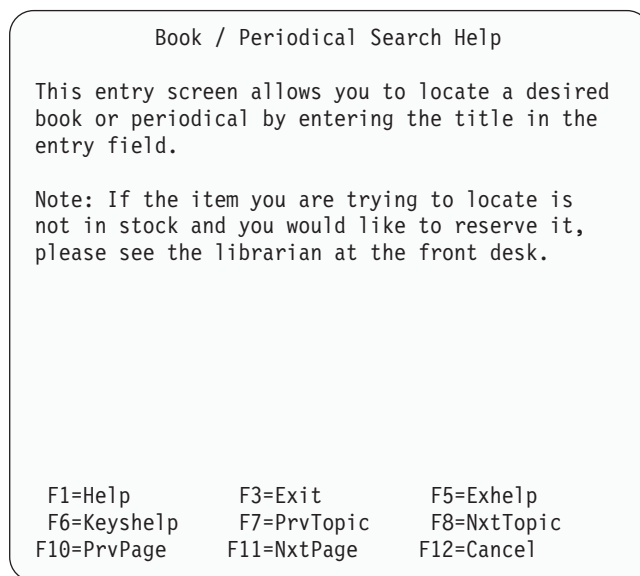 Book / Periodical Search Help
This entry screen allows you to locate a desired
book or periodical by entering the title in the
entry field.
Note: If the item you are trying to locate is
not in stock and you would like to reserve it,
please see the librarian at the front desk.
F1=Help F3=Exit F5=Exhelp
F6=Keyshelp F7=PrvTopic F8=NxtTopic
F10=PrvPage F11=NxtPage F12=Cancel